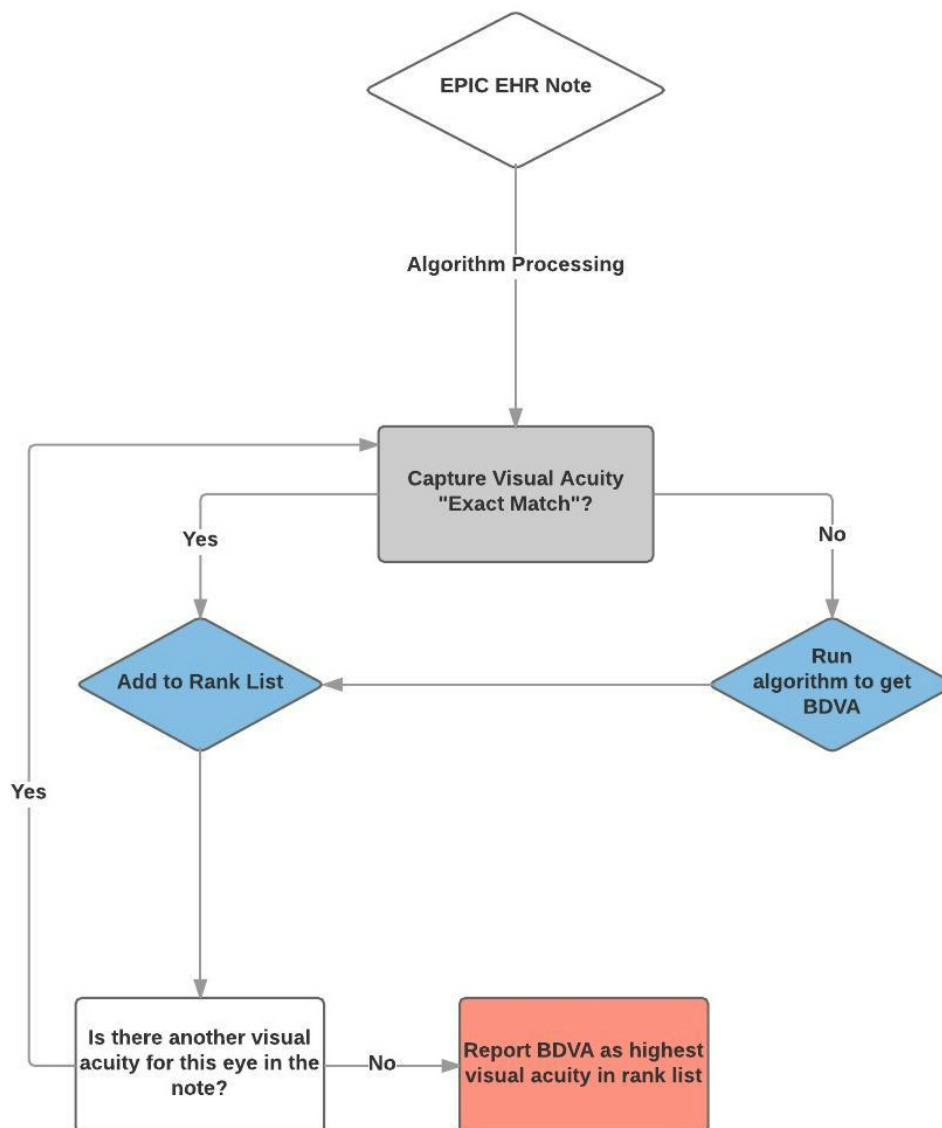 EPIC EHR Note
Algorithm Processing
Capture Visual Acuity
"Exact Match"?
Yes
No
Add to Rank List
Run
algorithm to get
BDVA
Yes
Is there another visual
acuity for this eye in the
note?
No
Report BDVA as highest
visual acuity in rank list